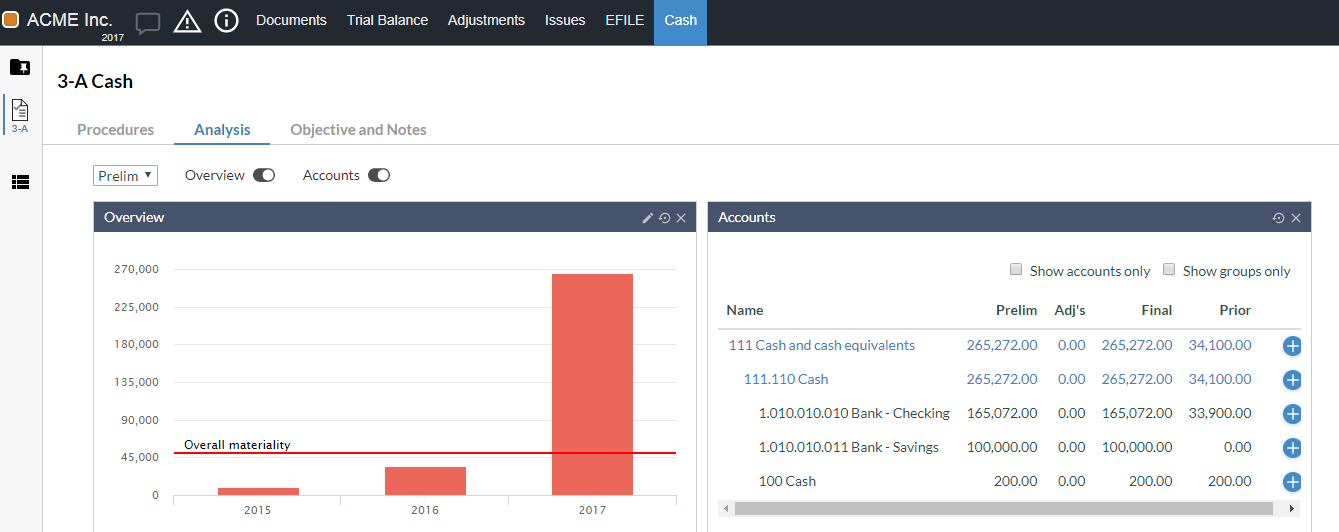 ACME Inc.
2017
Documents Trial Balance Adjustments Issues EFILE Cash
3-A
3-A Cash
Procedures Analysis Objective and Notes
Prelim Overview Accounts
Overview
270,000
225,000
180,000
135,000
90,000
Overall materiality
45,000
0
2015 2016 2017
Accounts
Show accounts only Show groups only
Name Prelim Adj's Final Prior
111 Cash and cash equivalents 265,272.00 0.00 265,272.00 34,100.00
111.110 Cash 265,272.00 0.00 265,272.00 34,100.00
1.010.010.010 Bank - Checking 165,072.00 0.00 165,072.00 33,900.00
1.010.010.011 Bank - Savings 100,000.00 0.00 100,000.00 0.00
100 Cash 200.00 0.00 200.00 200.00